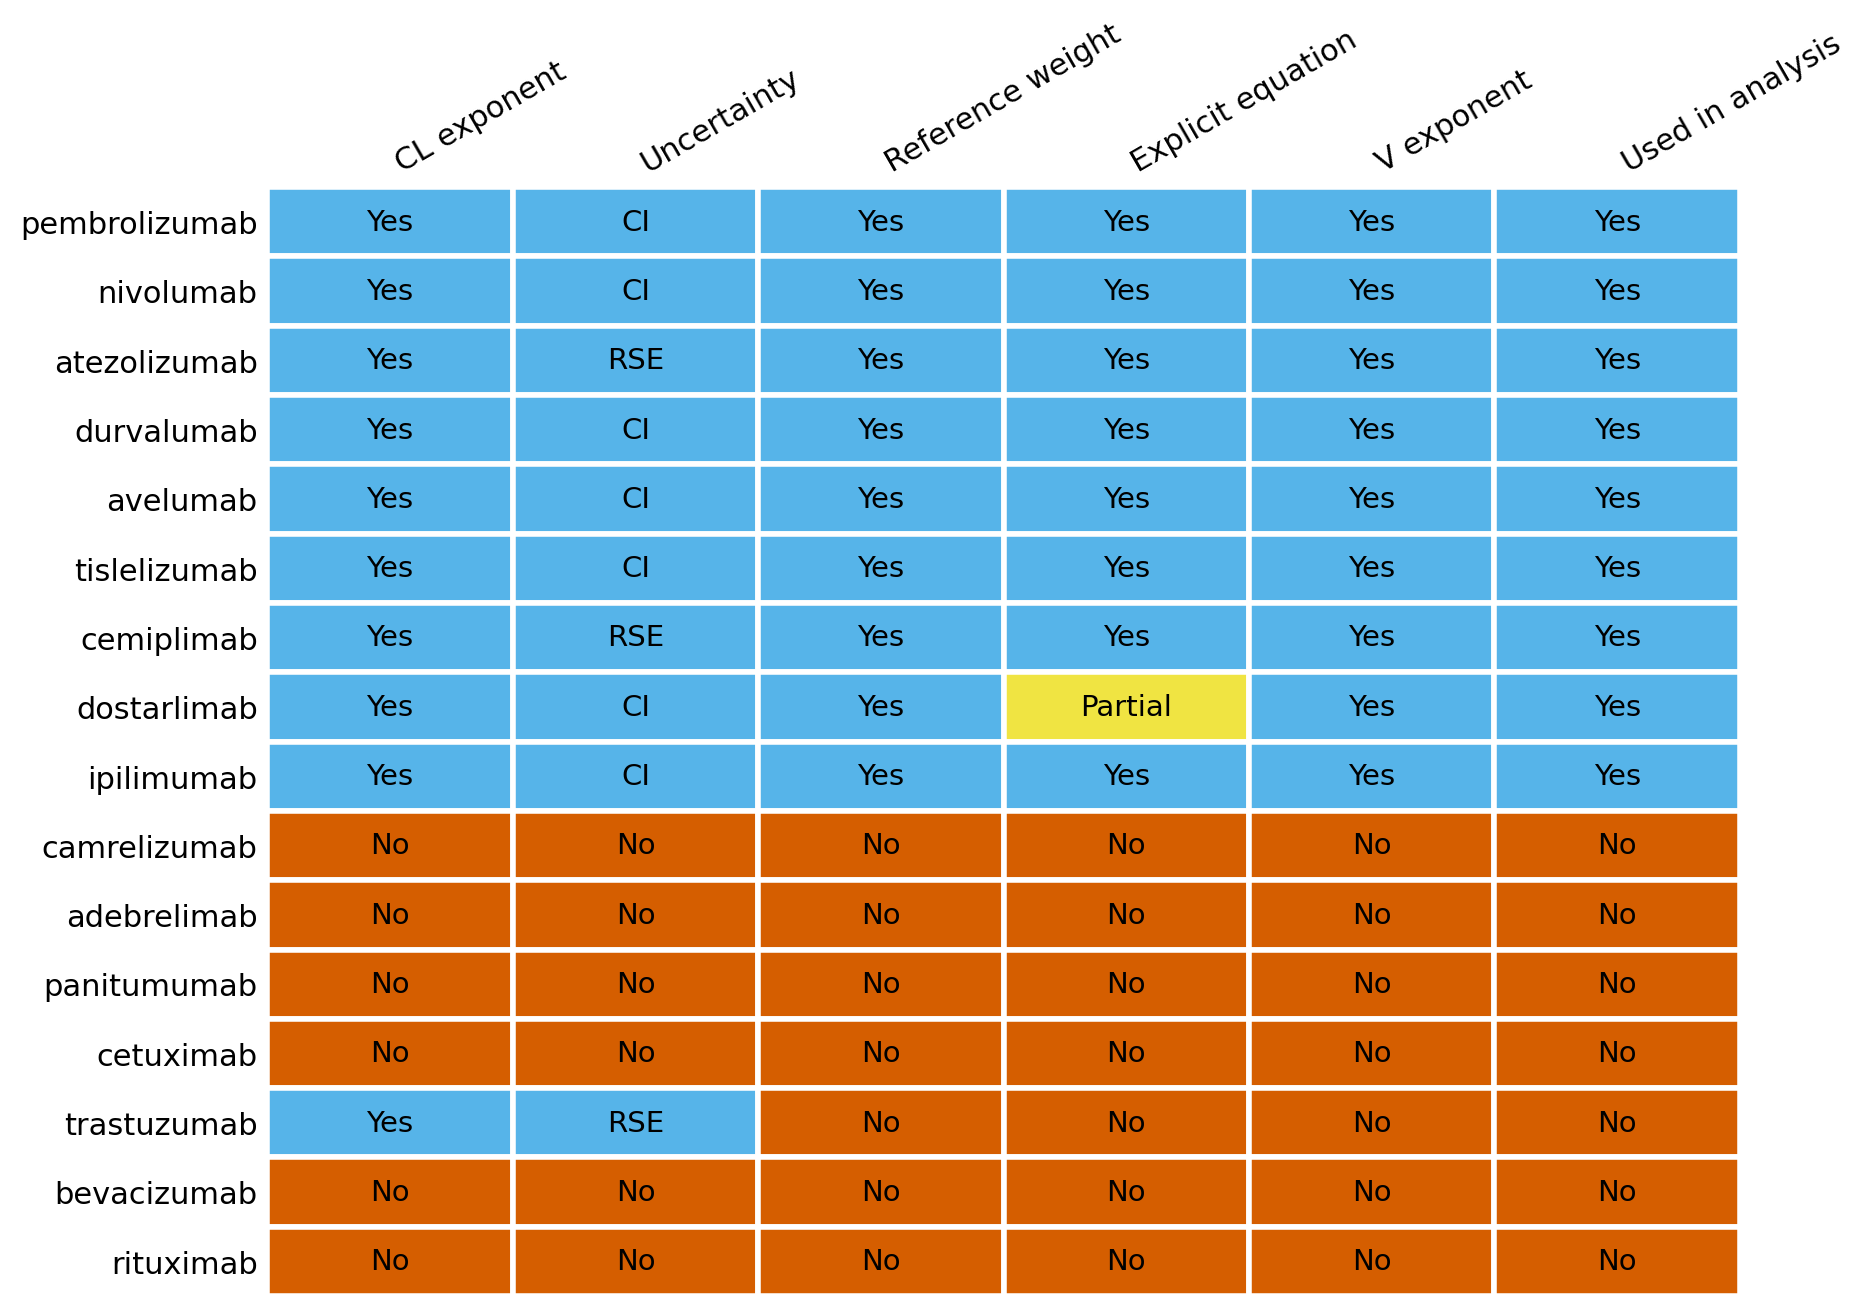 CL exponent Uncertainty Reference weight Explicit equation V exponent Used in analysis
pembrolizumab Yes CI Yes Yes Yes Yes
nivolumab Yes CI Yes Yes Yes Yes
atezolizumab Yes RSE Yes Yes Yes Yes
durvalumab Yes CI Yes Yes Yes Yes
avelumab Yes CI Yes Yes Yes Yes
tislelizumab Yes CI Yes Yes Yes Yes
cemiplimab Yes RSE Yes Yes Yes Yes
dostarlimab Yes CI Yes Partial Yes Yes
ipilimumab Yes CI Yes Yes Yes Yes
camrelizumab No No No No No No
adebrelimab No No No No No No
panitumumab No No No No No No
cetuximab No No No No No No
trastuzumab Yes RSE No No No No
bevacizumab No No No No No No
rituximab No No No No No No